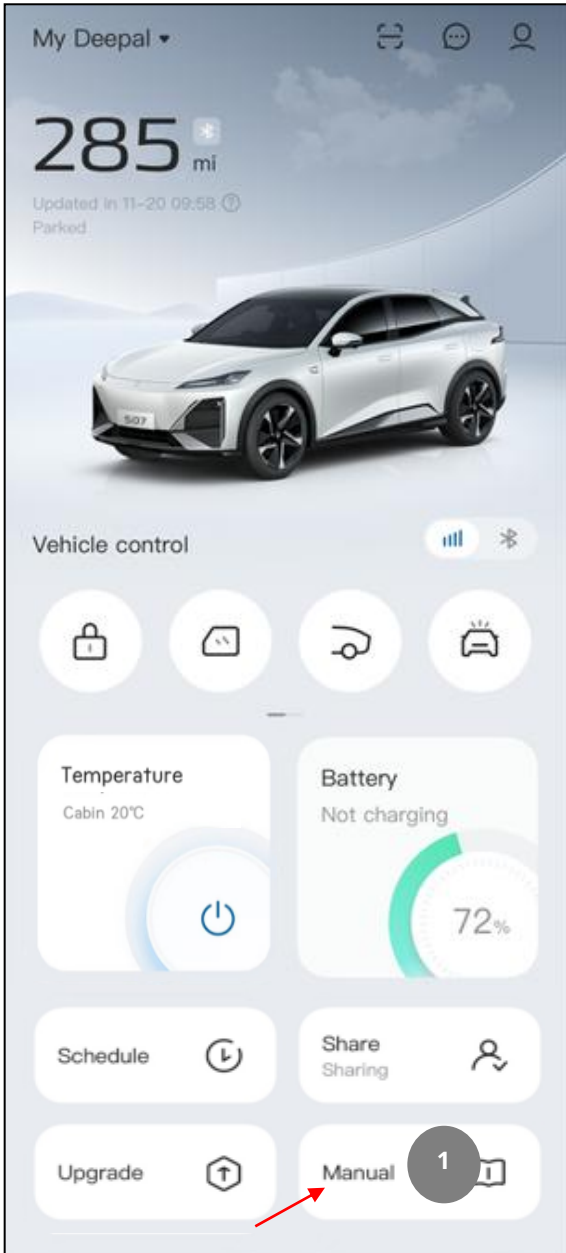 My Deepal
285 mi
Updated in 11-20 09:58
Parked
S07
Vehicle control
Temperature
Cabin 20℃
Battery
Not charging
72%
Schedule
Share
Sharing
Upgrade
Manual
1